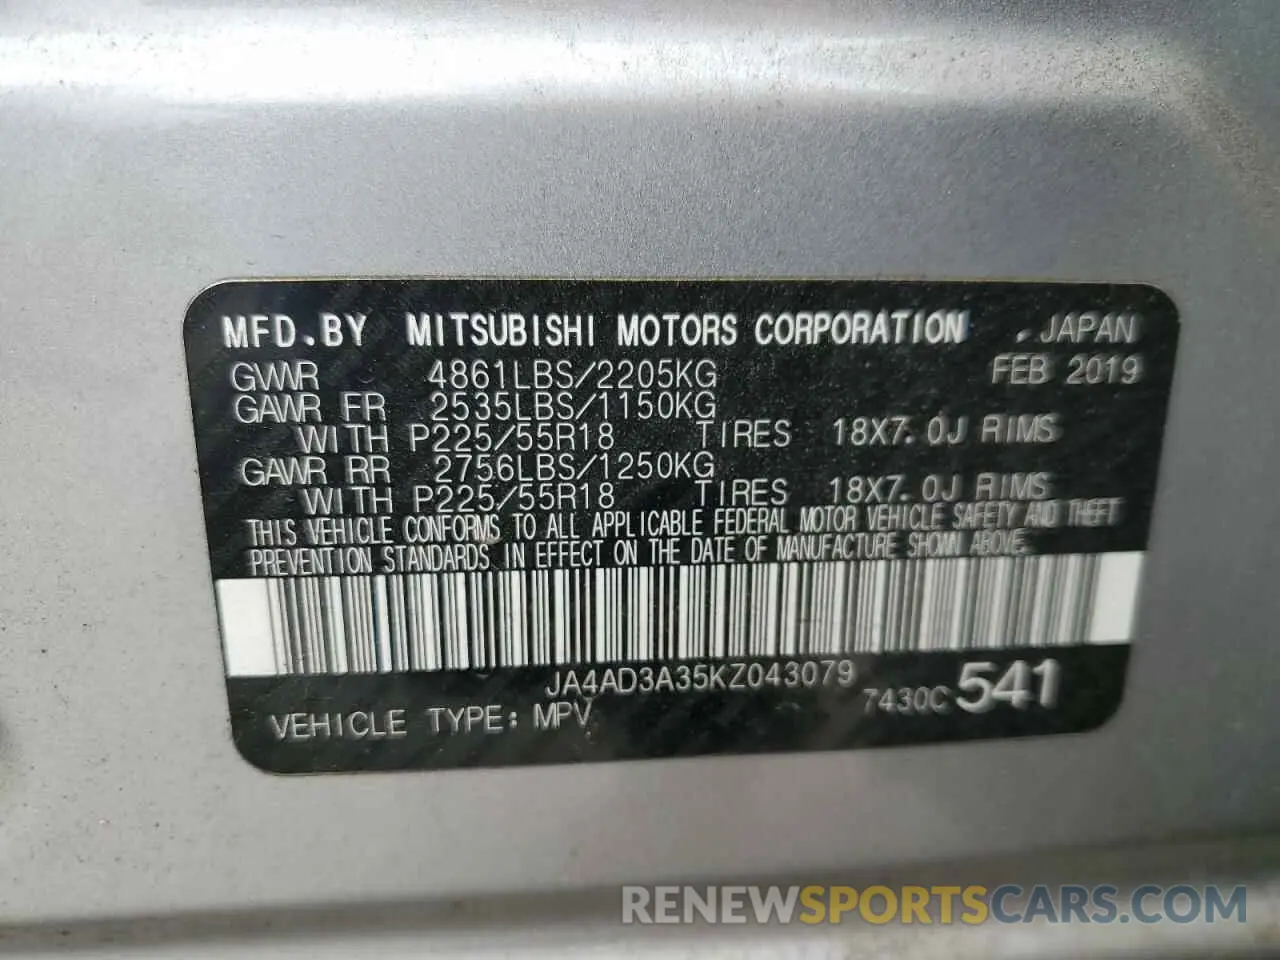 MFD.BY MITSUBISHI MOTORS CORPORATION . JAPAN
GVWR 4861LBS/2205KG FEB 2019
GAWR FR 2535LBS/1150KG
WITH P225/55R18 TIRES 18X7.0J RIMS
GAWR RR 2756LBS/1250KG
WITH P225/55R18 TIRES 18X7.0J RIMS
THIS VEHICLE CONFORMS TO ALL APPLICABLE FEDERAL MOTOR VEHICLE SAFETY AND THEFT
PREVENTION STANDARDS IN EFFECT ON THE DATE OF MANUFACTURE SHOWN ABOVE.
JA4AD3A35KZ043079
7430C 541
VEHICLE TYPE: MPV
RENEWSPORTSCARS.COM